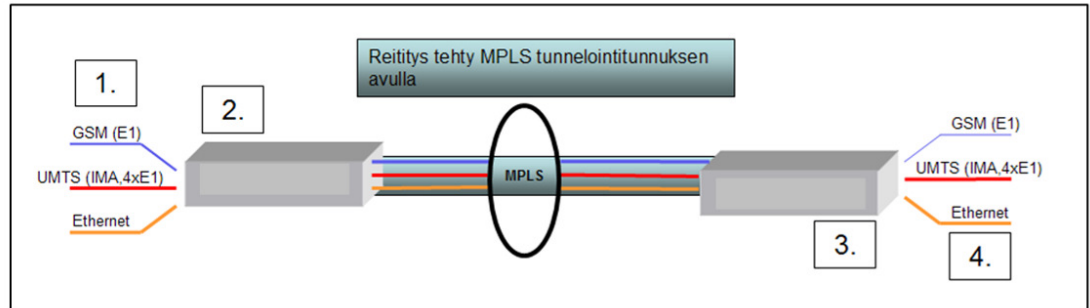 Reititys tehty MPLS tunnelointitunnuksen
avulla
1.
2.
GSM (E1)
UMTS (IMA,4xE1)
Ethernet
MPLS
GSM (E1)
UMTS (IMA,4xE1)
Ethernet
3.
4.